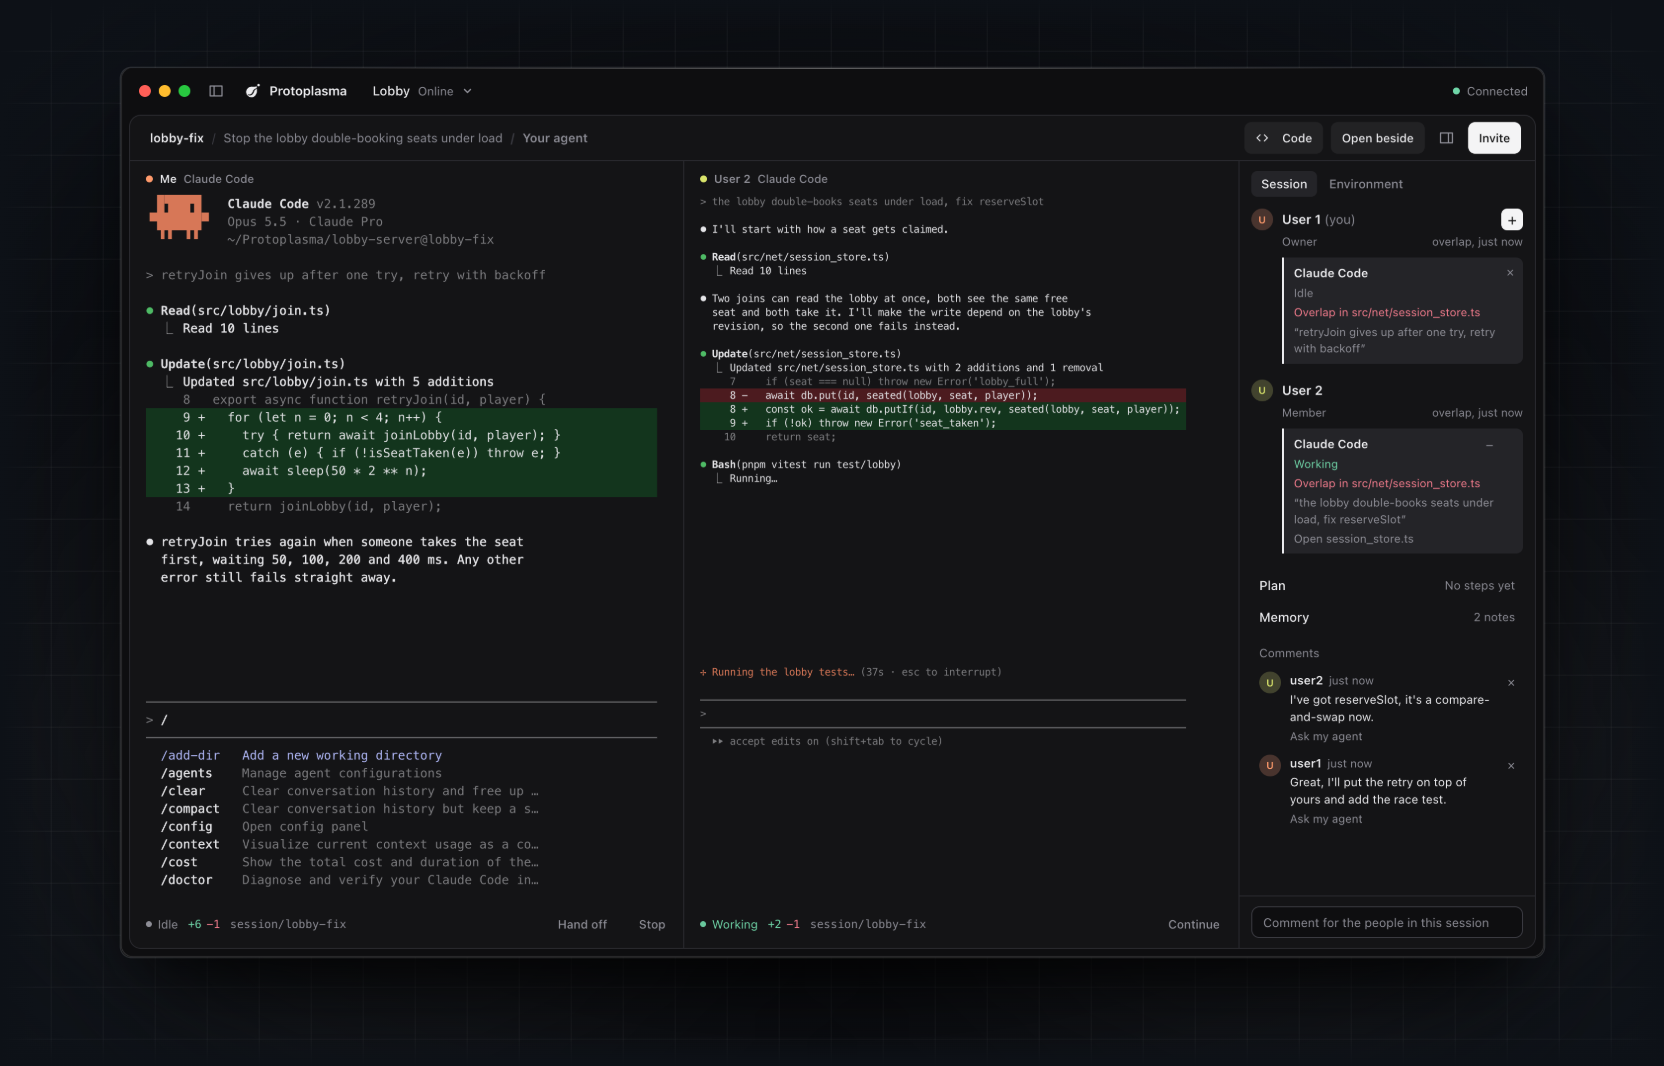 Protoplasma Lobby Online
Connected
lobby-fix / Stop the lobby double-booking seats under load / Your agent
<> Code
Open beside
Invite
Me Claude Code
Claude Code v2.1.289
Opus 5.5 · Claude Pro
~/Protoplasma/lobby-server@lobby-fix
> retryJoin gives up after one try, retry with backoff
Read(src/lobby/join.ts)
Read 10 lines
Update(src/lobby/join.ts)
Updated src/lobby/join.ts with 5 additions
8 export async function retryJoin(id, player) {
9 + for (let n = 0; n < 4; n++) {
10 + try { return await joinLobby(id, player); }
11 + catch (e) { if (!isSeatTaken(e)) throw e; }
12 + await sleep(50 * 2 ** n);
13 + }
14 return joinLobby(id, player);
retryJoin tries again when someone takes the seat
first, waiting 50, 100, 200 and 400 ms. Any other
error still fails straight away.
> /
/add-dir Add a new working directory
/agents Manage agent configurations
/clear Clear conversation history and free up …
/compact Clear conversation history but keep a s…
/config Open config panel
/context Visualize current context usage as a co…
/cost Show the total cost and duration of the…
/doctor Diagnose and verify your Claude Code in…
Idle +6 −1 session/lobby-fix
Hand off
Stop
User 2 Claude Code
> the lobby double-books seats under load, fix reserveSlot
I'll start with how a seat gets claimed.
Read(src/net/session_store.ts)
Read 10 lines
Two joins can read the lobby at once, both see the same free
seat and both take it. I'll make the write depend on the lobby's
revision, so the second one fails instead.
Update(src/net/session_store.ts)
Updated src/net/session_store.ts with 2 additions and 1 removal
7 if (seat === null) throw new Error('lobby_full');
8 − await db.put(id, seated(lobby, seat, player));
8 + const ok = await db.putIf(id, lobby.rev, seated(lobby, seat, player));
9 + if (!ok) throw new Error('seat_taken');
10 return seat;
Bash(pnpm vitest run test/lobby)
Running…
Running the lobby tests… (37s · esc to interrupt)
>
accept edits on (shift+tab to cycle)
Working +2 −1 session/lobby-fix
Continue
Session
Environment
U User 1 (you)
+
Owner
overlap, just now
Claude Code ×
Idle
Overlap in src/net/session_store.ts
“retryJoin gives up after one try, retry
with backoff”
U User 2
Member
overlap, just now
Claude Code –
Working
Overlap in src/net/session_store.ts
“the lobby double-books seats under
load, fix reserveSlot”
Open session_store.ts
Plan
No steps yet
Memory
2 notes
Comments
U user2 just now ×
I've got reserveSlot, it's a compare-
and-swap now.
Ask my agent
U user1 just now ×
Great, I'll put the retry on top of
yours and add the race test.
Ask my agent
Comment for the people in this session